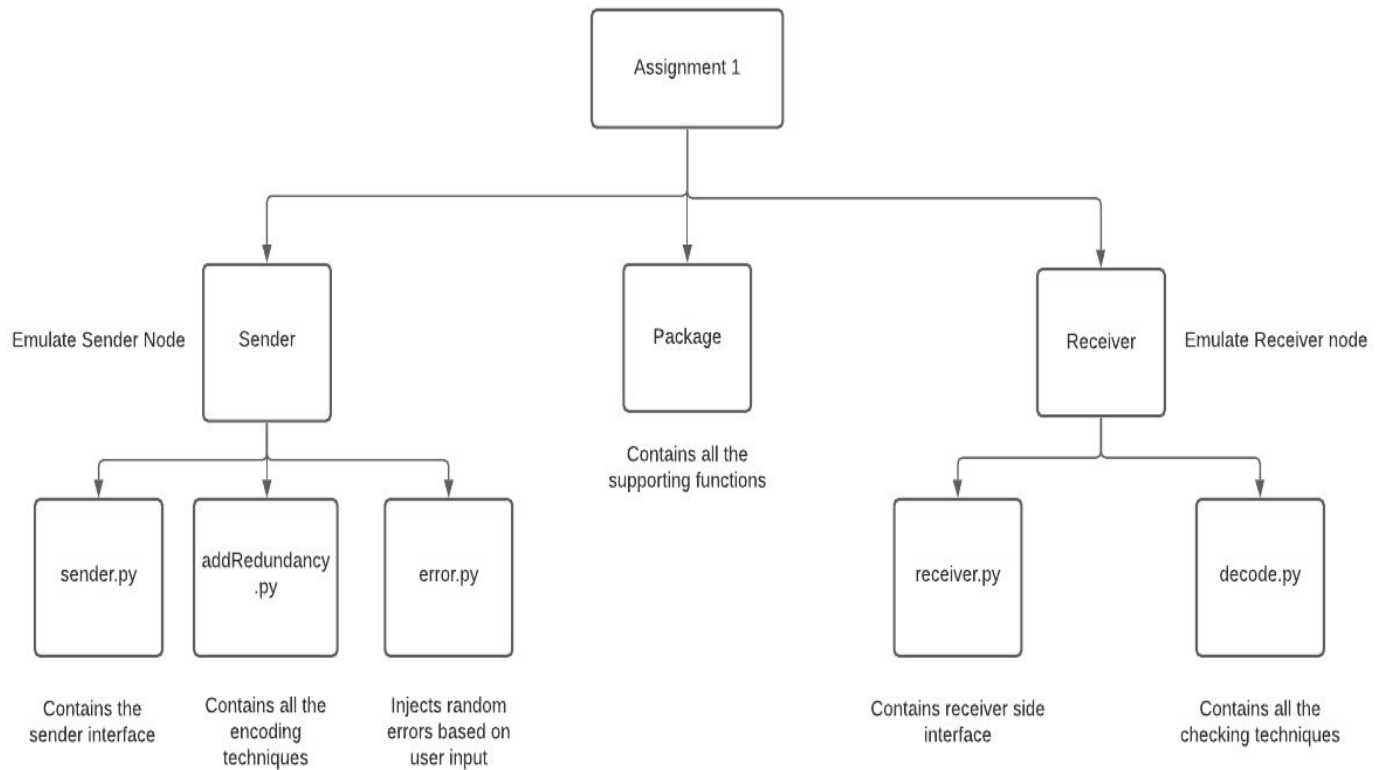 Assignment 1
Emulate Sender Node
Sender
Package
Receiver
Emulate Receiver node
Contains all the
supporting functions
sender.py
addRedundancy
.py
error.py
receiver.py
decode.py
Contains the
sender interface
Contains all the
encoding
techniques
Injects random
errors based on
user input
Contains receiver side
interface
Contains all the
checking techniques